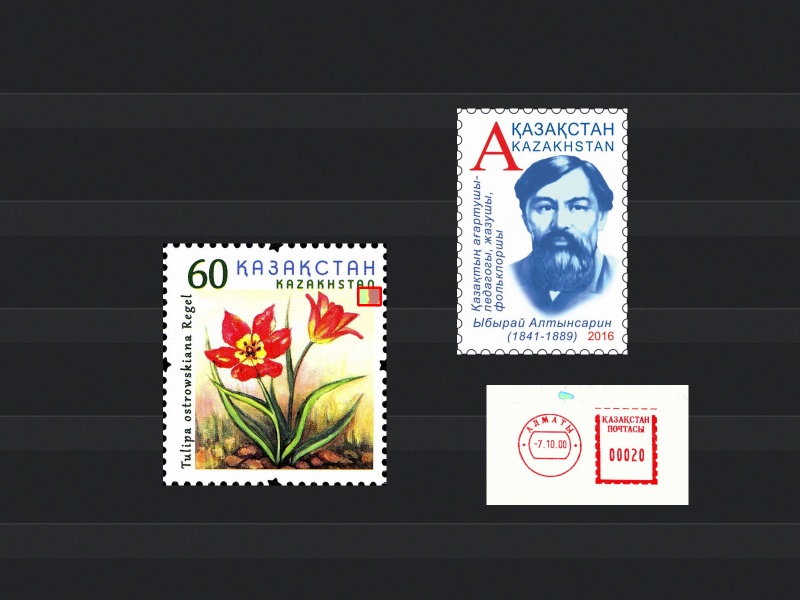 60 ҚАЗАҚСТАН
KAZAKHSTAN
Tulipa ostrowskiana Regel
A ҚАЗАҚСТАН
KAZAKHSTAN
Қазақтың ағартушы-
педагогы, жазушы,
фольклоршы
Ыбырай Алтынсарин
(1841-1889) 2016
АЛМАТЫ
-7.10.00
ҚАЗАҚСТАН
ПОЧТАСЫ
00020